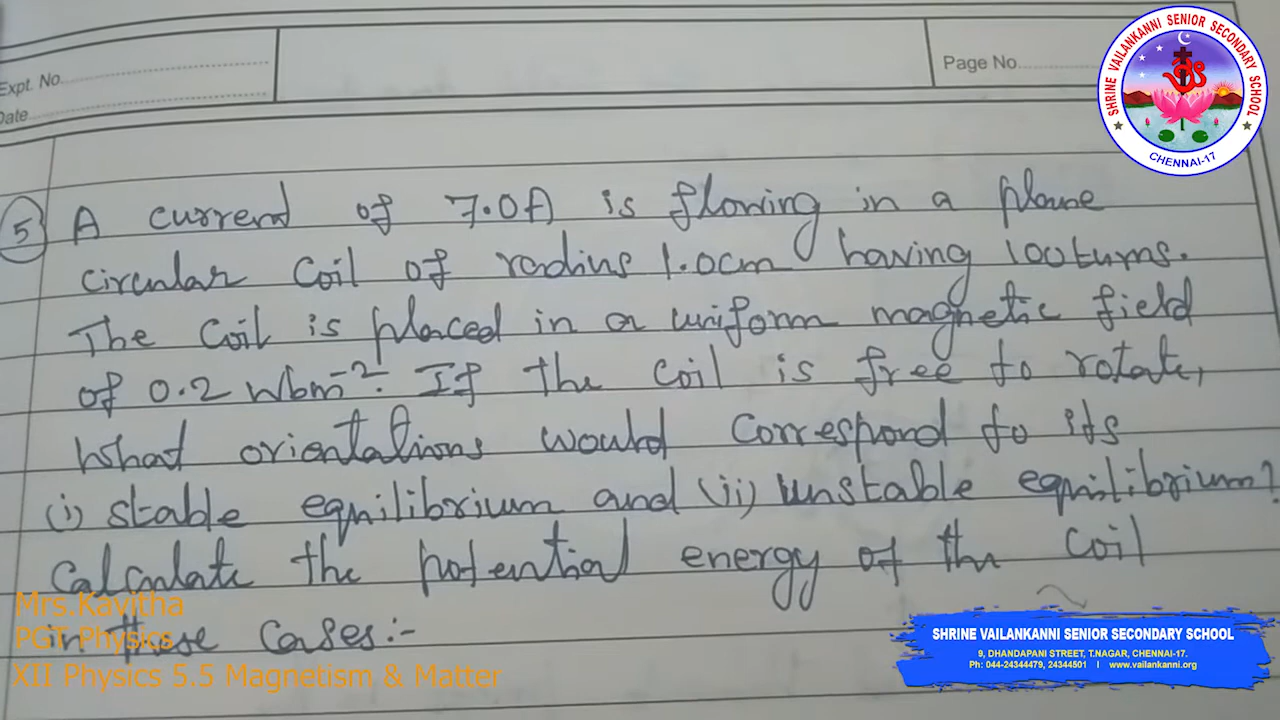 Expt. No.
Date
Page No.
SHRINE VAILANKANNI SENIOR SECONDARY SCHOOL
CHENNAI-17
5 A current of 7.0A is flowing in a plane
circular coil of radius 1.0cm having 100turns.
The coil is placed in a uniform magnetic field
of 0.2 Wbm⁻². If the coil is free to rotate,
what orientations would correspond to its
(i) stable equilibrium and (ii) unstable equilibrium?
Calculate the potential energy of the coil
in these cases:-
Mrs.Kavitha
PGT Physics
XII Physics 5.5 Magnetism & Matter
SHRINE VAILANKANNI SENIOR SECONDARY SCHOOL
9, DHANDAPANI STREET, T.NAGAR, CHENNAI-17.
Ph: 044-24344479, 24344501 | www.vailankanni.org